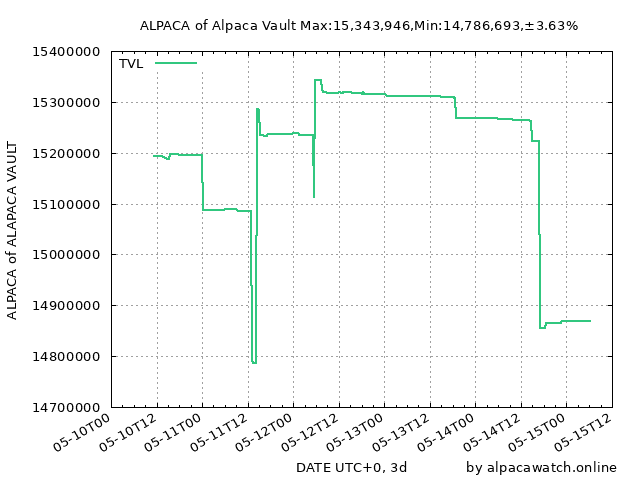 ALPACA of Alpaca Vault Max:15,343,946,Min:14,786,693,±3.63%
TVL
ALPACA of ALAPACA VAULT
15400000
15300000
15200000
15100000
15000000
14900000
14800000
14700000
05-10T00
05-10T12
05-11T00
05-11T12
05-12T00
05-12T12
05-13T00
05-13T12
05-14T00
05-14T12
05-15T00
05-15T12
DATE UTC+0, 3d
by alpacawatch.online